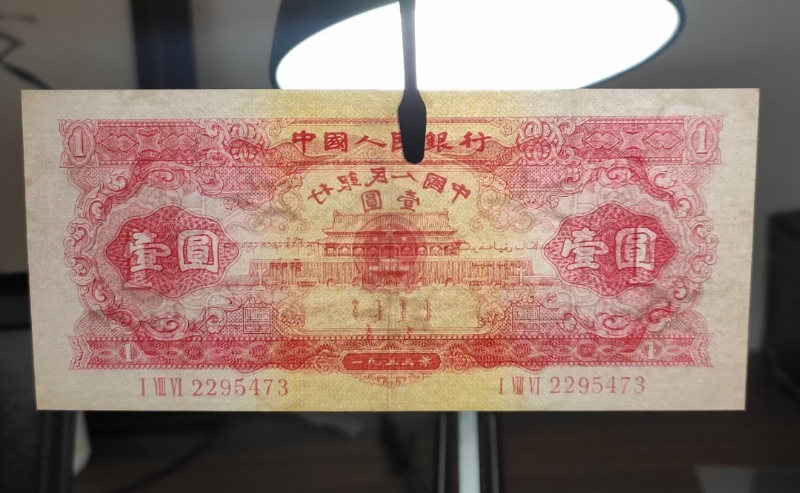 1 中國人民銀行 1
中國人民銀行
壹圓
壹圓 壹圓
1 一九五三年 1
I VIII VI 2295473 I VIII VI 2295473